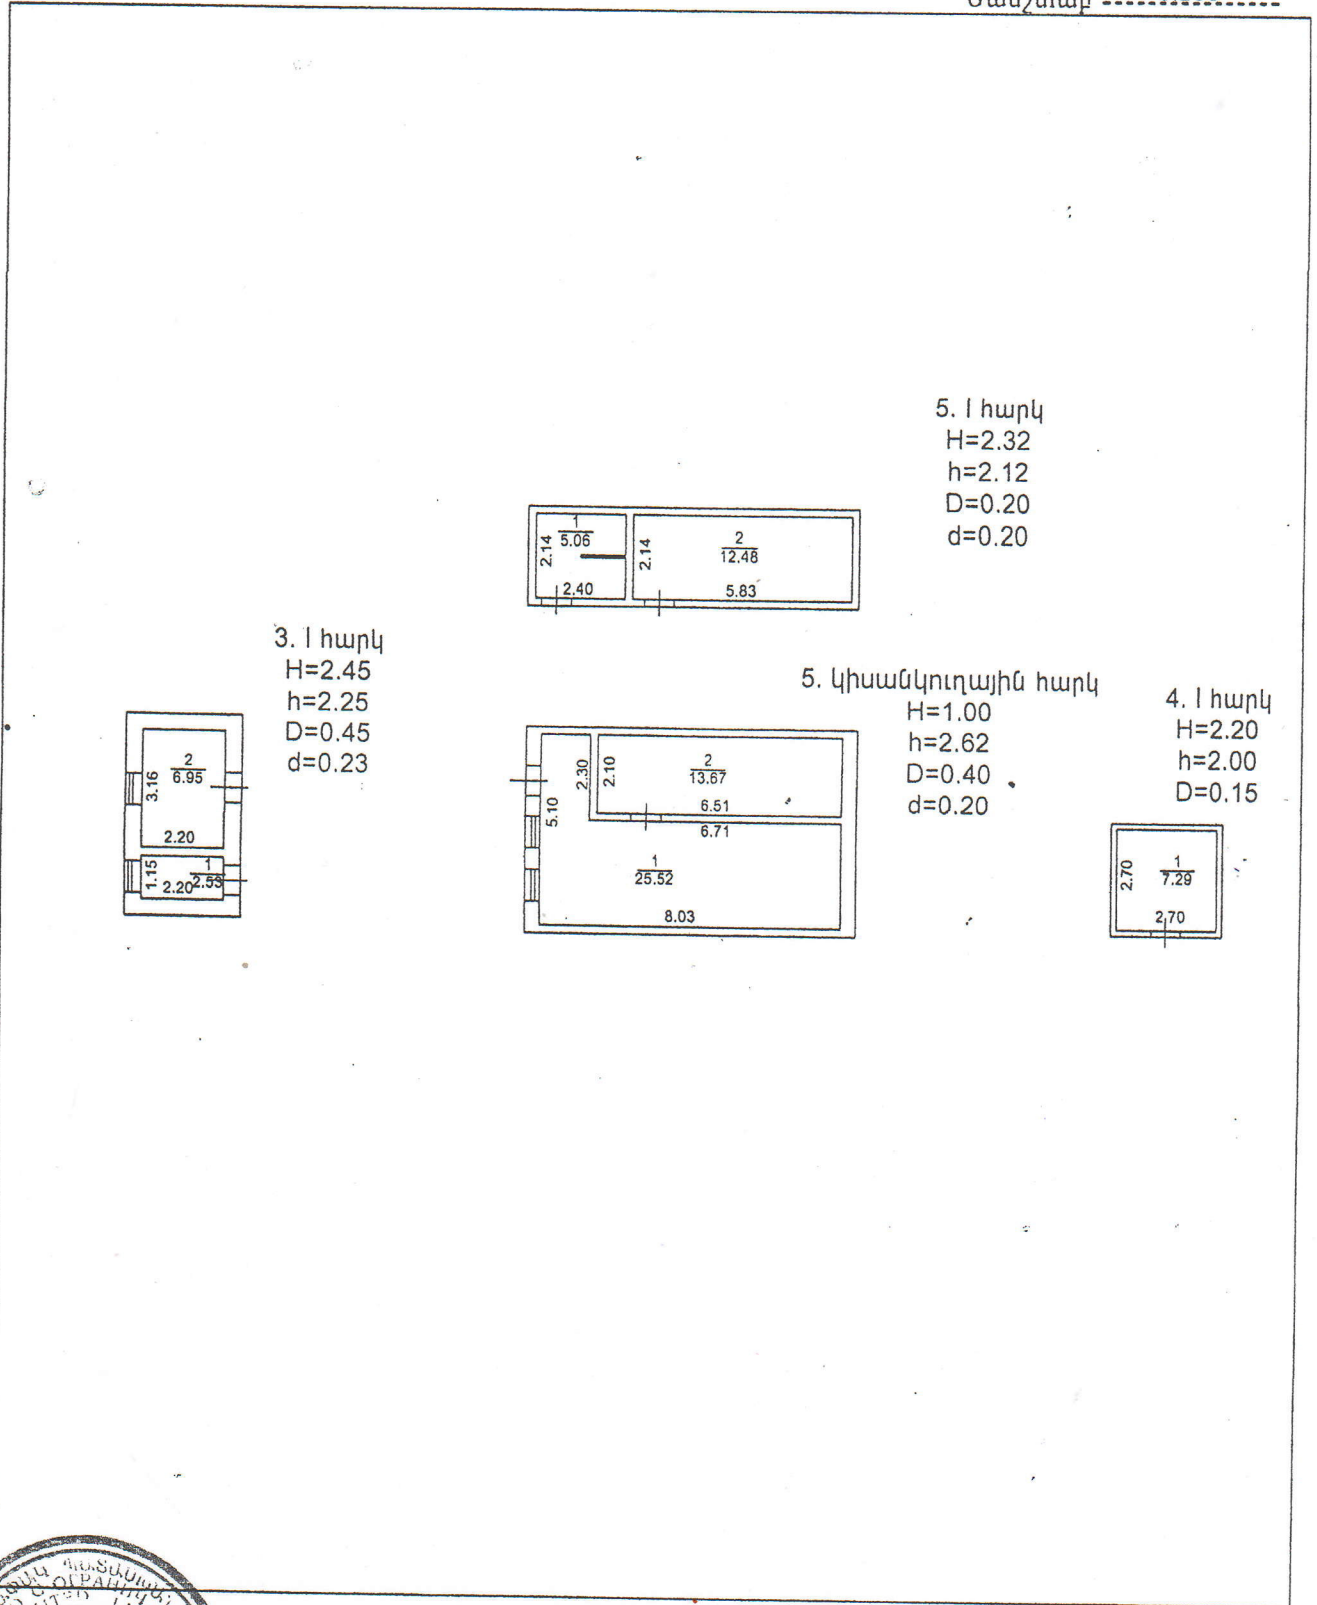 Մասշտաբ ----------------
5. I հարկ
H=2.32
h=2.12
D=0.20
d=0.20
1
5.06
2.14
2.40
2
12.48
2.14
5.83
3. I հարկ
H=2.45
h=2.25
D=0.45
d=0.23
2
6.95
3.16
2.20
1
2.53
1.15
2.20
5. կիսանկուղային հարկ
H=1.00
h=2.62
D=0.40
d=0.20
2
13.67
2.30
2.10
6.51
5.10
6.71
1
25.52
8.03
4. I հարկ
H=2.20
h=2.00
D=0.15
1
7.29
2.70
2.70